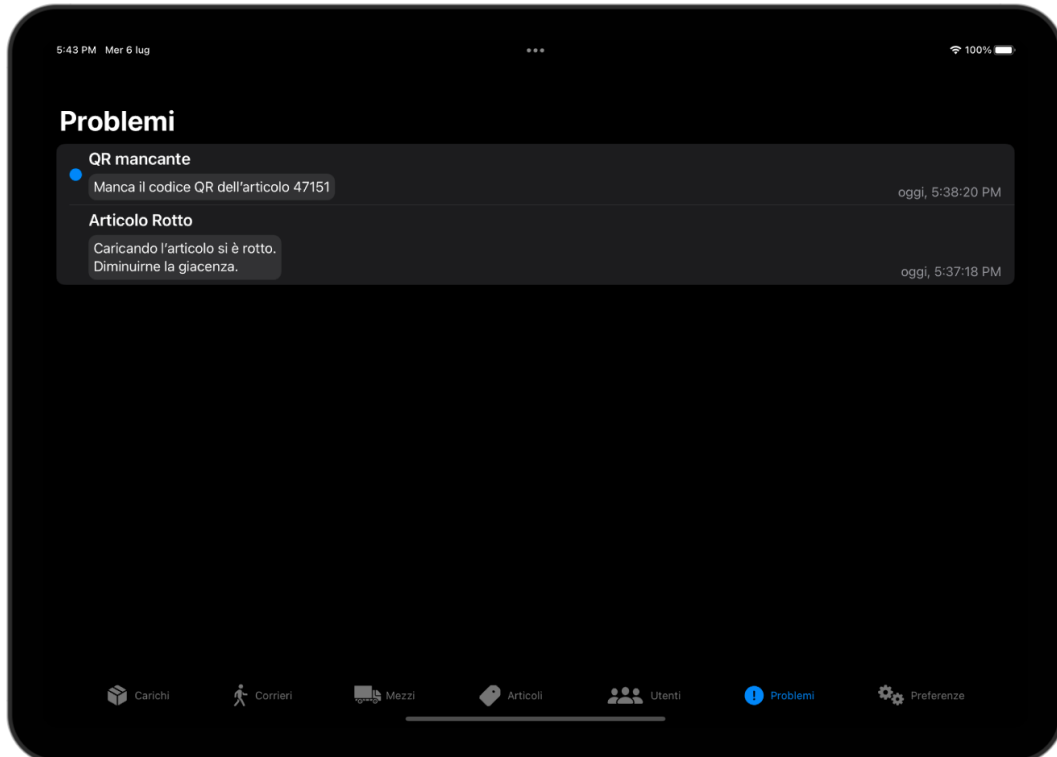 5:43 PM Mer 6 lug
100%
Problemi
QR mancante
Manca il codice QR dell'articolo 47151
oggi, 5:38:20 PM
Articolo Rotto
Caricando l'articolo si è rotto.
Diminuirne la giacenza.
oggi, 5:37:18 PM
Carichi Corrieri Mezzi Articoli Utenti Problemi Preferenze